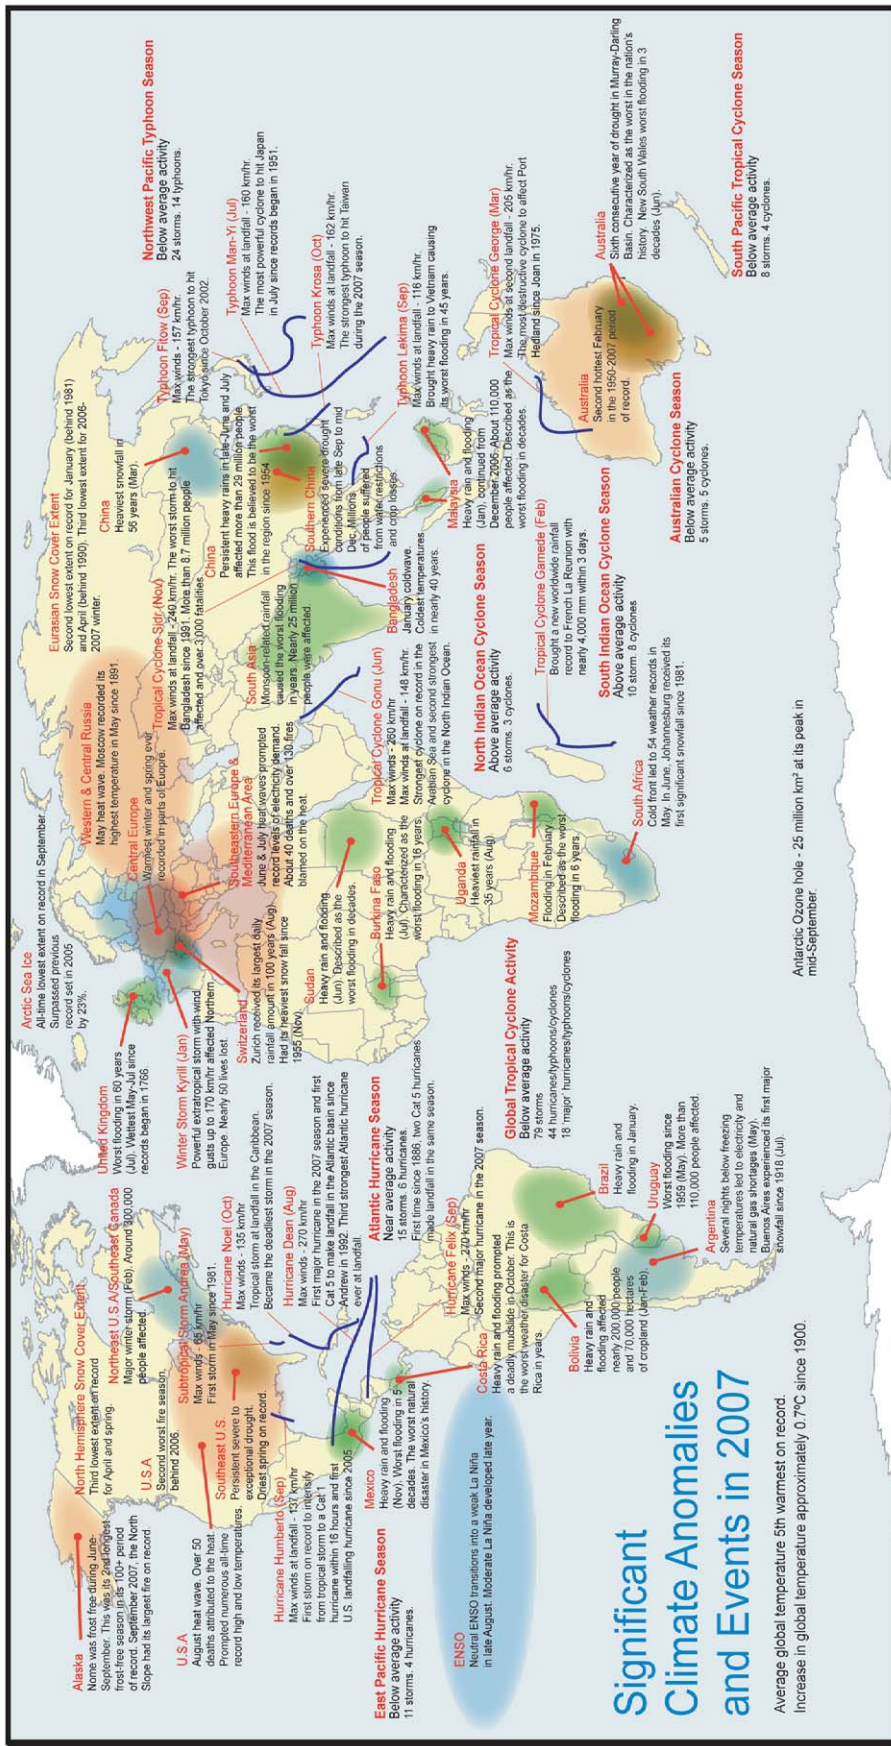 Significant
Climate Anomalies
and Events in 2007
Average global temperature 5th warmest on record.
Increase in global temperature approximately 0.7ºC since 1900.
Alaska
Nome was frost free during June-
September. This was its 2nd longest
frost-free season in its 100+ period
of record. September 2007, the North
Slope had its largest fire on record.
North Hemisphere Snow Cover Extent
Third lowest extent on record
for April and spring.
U.S.A
Second worst fire season,
behind 2006.
Northeast U.S.A/Southeast Canada
Major winter storm (Feb). Around 300,000
people affected.
U.S.A
August heat wave. Over 50
deaths attributed to the heat.
Prompted numerous all-time
record high and low temperatures.
Southeast U.S.
Persistent severe to
exceptional drought.
Driest spring on record.
Subtropical Storm Andrea (May)
Max winds - 65 km/hr
First storm in May since 1981.
Hurricane Noel (Oct)
Max winds - 135 km/hr
Tropical storm at landfall in the Caribbean.
Became the deadliest storm in the 2007 season.
Hurricane Humberto (Sep)
Max winds at landfall - 137 km/hr
First storm on record to intensify
from tropical storm to a Cat 1
hurricane within 16 hours and first
U.S. landfalling hurricane since 2005
Hurricane Dean (Aug)
Max winds - 270 km/hr
First major hurricane in the 2007 season and first
Cat 5 to make landfall in the Atlantic basin since
Andrew in 1992. Third strongest Atlantic hurricane
ever at landfall.
Mexico
Heavy rain and flooding
(Nov). Worst flooding in 5
decades. The worst natural
disaster in Mexico's history.
East Pacific Hurricane Season
Below average activity
11 storms. 4 hurricanes.
Atlantic Hurricane Season
Near average activity
15 storms. 6 hurricanes.
First time since 1886, two Cat 5 hurricanes
made landfall in the same season.
Hurricane Felix (Sep)
Max winds - 270 km/hr
Second major hurricane in the 2007 season.
ENSO
Neutral ENSO transitions into a weak La Niña
in late August. Moderate La Niña developed late year.
Costa Rica
Heavy rain and flooding prompted
a deadly mudslide in October. This is
the worst weather disaster for Costa
Rica in years.
Global Tropical Cyclone Activity
Below average activity
79 storms
44 hurricanes/typhoons/cyclones
18 'major' hurricanes/typhoons/cyclones
Bolivia
Heavy rain and
flooding affected
nearly 200,000 people
and 70,000 hectares
of cropland (Jan-Feb).
Brazil
Heavy rain and
flooding in January.
Uruguay
Worst flooding since
1959 (May). More than
110,000 people affected.
Argentina
Several nights below freezing
temperatures led to electricity and
natural gas shortages (May).
Buenos Aires experienced its first major
snowfall since 1918 (Jul).
Arctic Sea Ice
All-time lowest extent on record in September.
Surpassed previous
record set in 2005
by 23%.
United Kingdom
Worst flooding in 60 years
(Jul). Wettest May-Jul since
records began in 1766.
Winter Storm Kyrill (Jan)
Powerful extratropical storm with wind
gusts up to 170 km/hr affected Northern
Europe. Nearly 50 lives lost.
Switzerland
Zurich received its largest daily
rainfall amount in 100 years (Aug)
Had its heaviest snow fall since
1955 (Nov).
Western & Central Russia
May heat wave. Moscow recorded its
highest temperature in May since 1891.
Central Europe
Warmest winter and spring ever
recorded in parts of Euopre.
Southeastern Europe &
Mediterranean Area
June & July heat waves prompted
record levels of electricity demand.
About 40 deaths and over 130 fires
blamed on the heat.
Sudan
Heavy rain and flooding
(Jun). Described as the
worst flooding in decades.
Burkina Faso
Heavy rain and flooding
(Jul). Characterized as the
worst flooding in 16 years.
Uganda
Heaviest rainfall in
35 years (Aug)
Mozambique
Flooding in February.
Described as the worst
flooding in 6 years.
South Africa
Cold front led to 54 weather records in
May. In June, Johannesburg received its
first significant snowfall since 1981.
Antarctic Ozone hole - 25 million km² at its peak in
mid-September.
Eurasian Snow Cover Extent
Second lowest extent on record for January (behind 1981)
and April (behind 1990). Third lowest extent for 2006-
2007 winter.
China
Heaviest snowfall in
56 years (Mar).
Tropical Cyclone Sidr (Nov)
Max winds at landfall - 240 km/hr. The worst storm to hit
Bangladesh since 1991. More than 8.7 million people
affected and over 3,000 fatalities
China
Persistent heavy rains in late-June and July
affected more than 29 million people.
This flood is believed to be the worst
in the region since 1954
South Asia
Monsoon-related rainfall
caused the worst flooding
in years. Nearly 25 million
people were affected.
Southern China
Experienced severe drought
conditions from late Sep to mid
Dec. Millions
of people suffered
from water restrictions
and crop losses.
Bangladesh
January coldwave.
Coldest temperatures
in nearly 40 years.
Tropical Cyclone Gonu (Jun)
Max winds - 260 km/hr
Max winds at landfall - 148 km/hr
Strongest cyclone on record in the
Arabian Sea and second strongest
cyclone in the North Indian Ocean.
North Indian Ocean Cyclone Season
Above average activity
6 storms. 3 cyclones.
Tropical Cyclone Gamede (Feb)
Brought a new worldwide rainfall
record to French La Reunion with
nearly 4,000 mm within 3 days.
South Indian Ocean Cyclone Season
Above average activity
10 storm. 8 cyclones
Northwest Pacific Typhoon Season
Below average activity
24 storms. 14 typhoons.
Typhoon Fitow (Sep)
Max winds - 157 km/hr.
The strongest typhoon to hit
Tokyo since October 2002.
Typhoon Man-Yi (Jul)
Max winds at landfall - 160 km/hr.
The most powerful cyclone to hit Japan
in July since records began in 1951.
Typhoon Krosa (Oct)
Max winds at landfall - 162 km/hr.
The strongest typhoon to hit Taiwan
during the 2007 season.
Typhoon Lekima (Sep)
Max winds at landfall - 116 km/hr.
Brought heavy rain to Vietnam causing
its worst flooding in 45 years.
Malaysia
Heavy rain and flooding
(Jan), continued from
December 2006. About 110,000
people affected. Described as the
worst flooding in decades.
Tropical Cyclone George (Mar)
Max winds at second landfall - 205 km/hr.
The most destructive cyclone to affect Port
Hedland since Joan in 1975.
Australia
Second hottest February
in the 1950-2007 period
of record.
Australia
Sixth consecutive year of drought in Murray-Darling
Basin. Characterized as the worst in the nation's
history. New South Wales worst flooding in 3
decades (Jun).
Australian Cyclone Season
Below average activity
5 storms. 5 cyclones.
South Pacific Tropical Cyclone Season
Below average activity
8 storms. 4 cyclones.